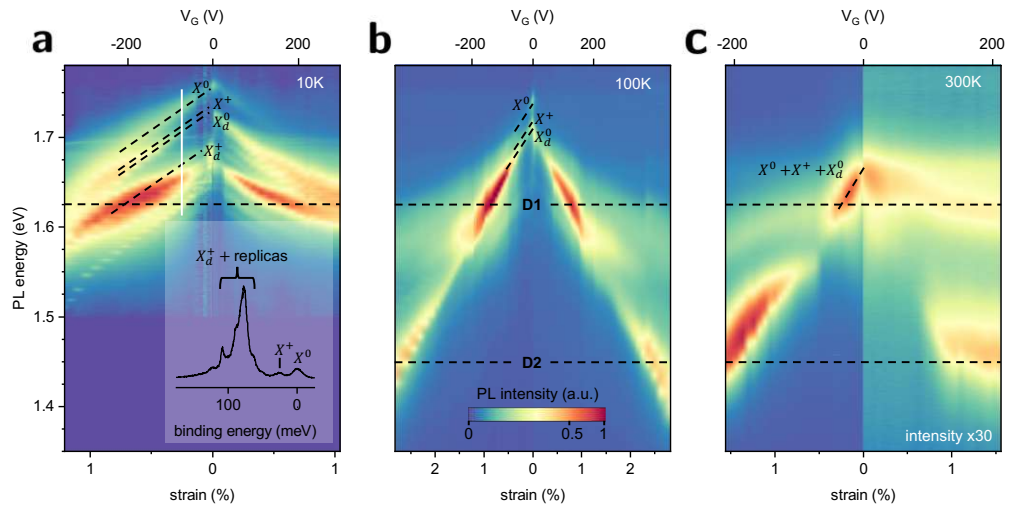 a
V_G (V)
-200 0 200
10K
X^0
X^+
X_d^0
X_d^+
X_d^+ + replicas
X^+ X^0
100 0
binding energy (meV)
PL energy (eV)
1.7
1.6
1.5
1.4
1 0 1
strain (%)
b
V_G (V)
-200 0 200
100K
X^0
X^+
X_d^0
D1
D2
PL intensity (a.u.)
0 0.5 1
2 1 0 1 2
strain (%)
c
V_G (V)
-200 0 200
300K
X^0 + X^+ + X_d^0
intensity x30
1 0 1
strain (%)